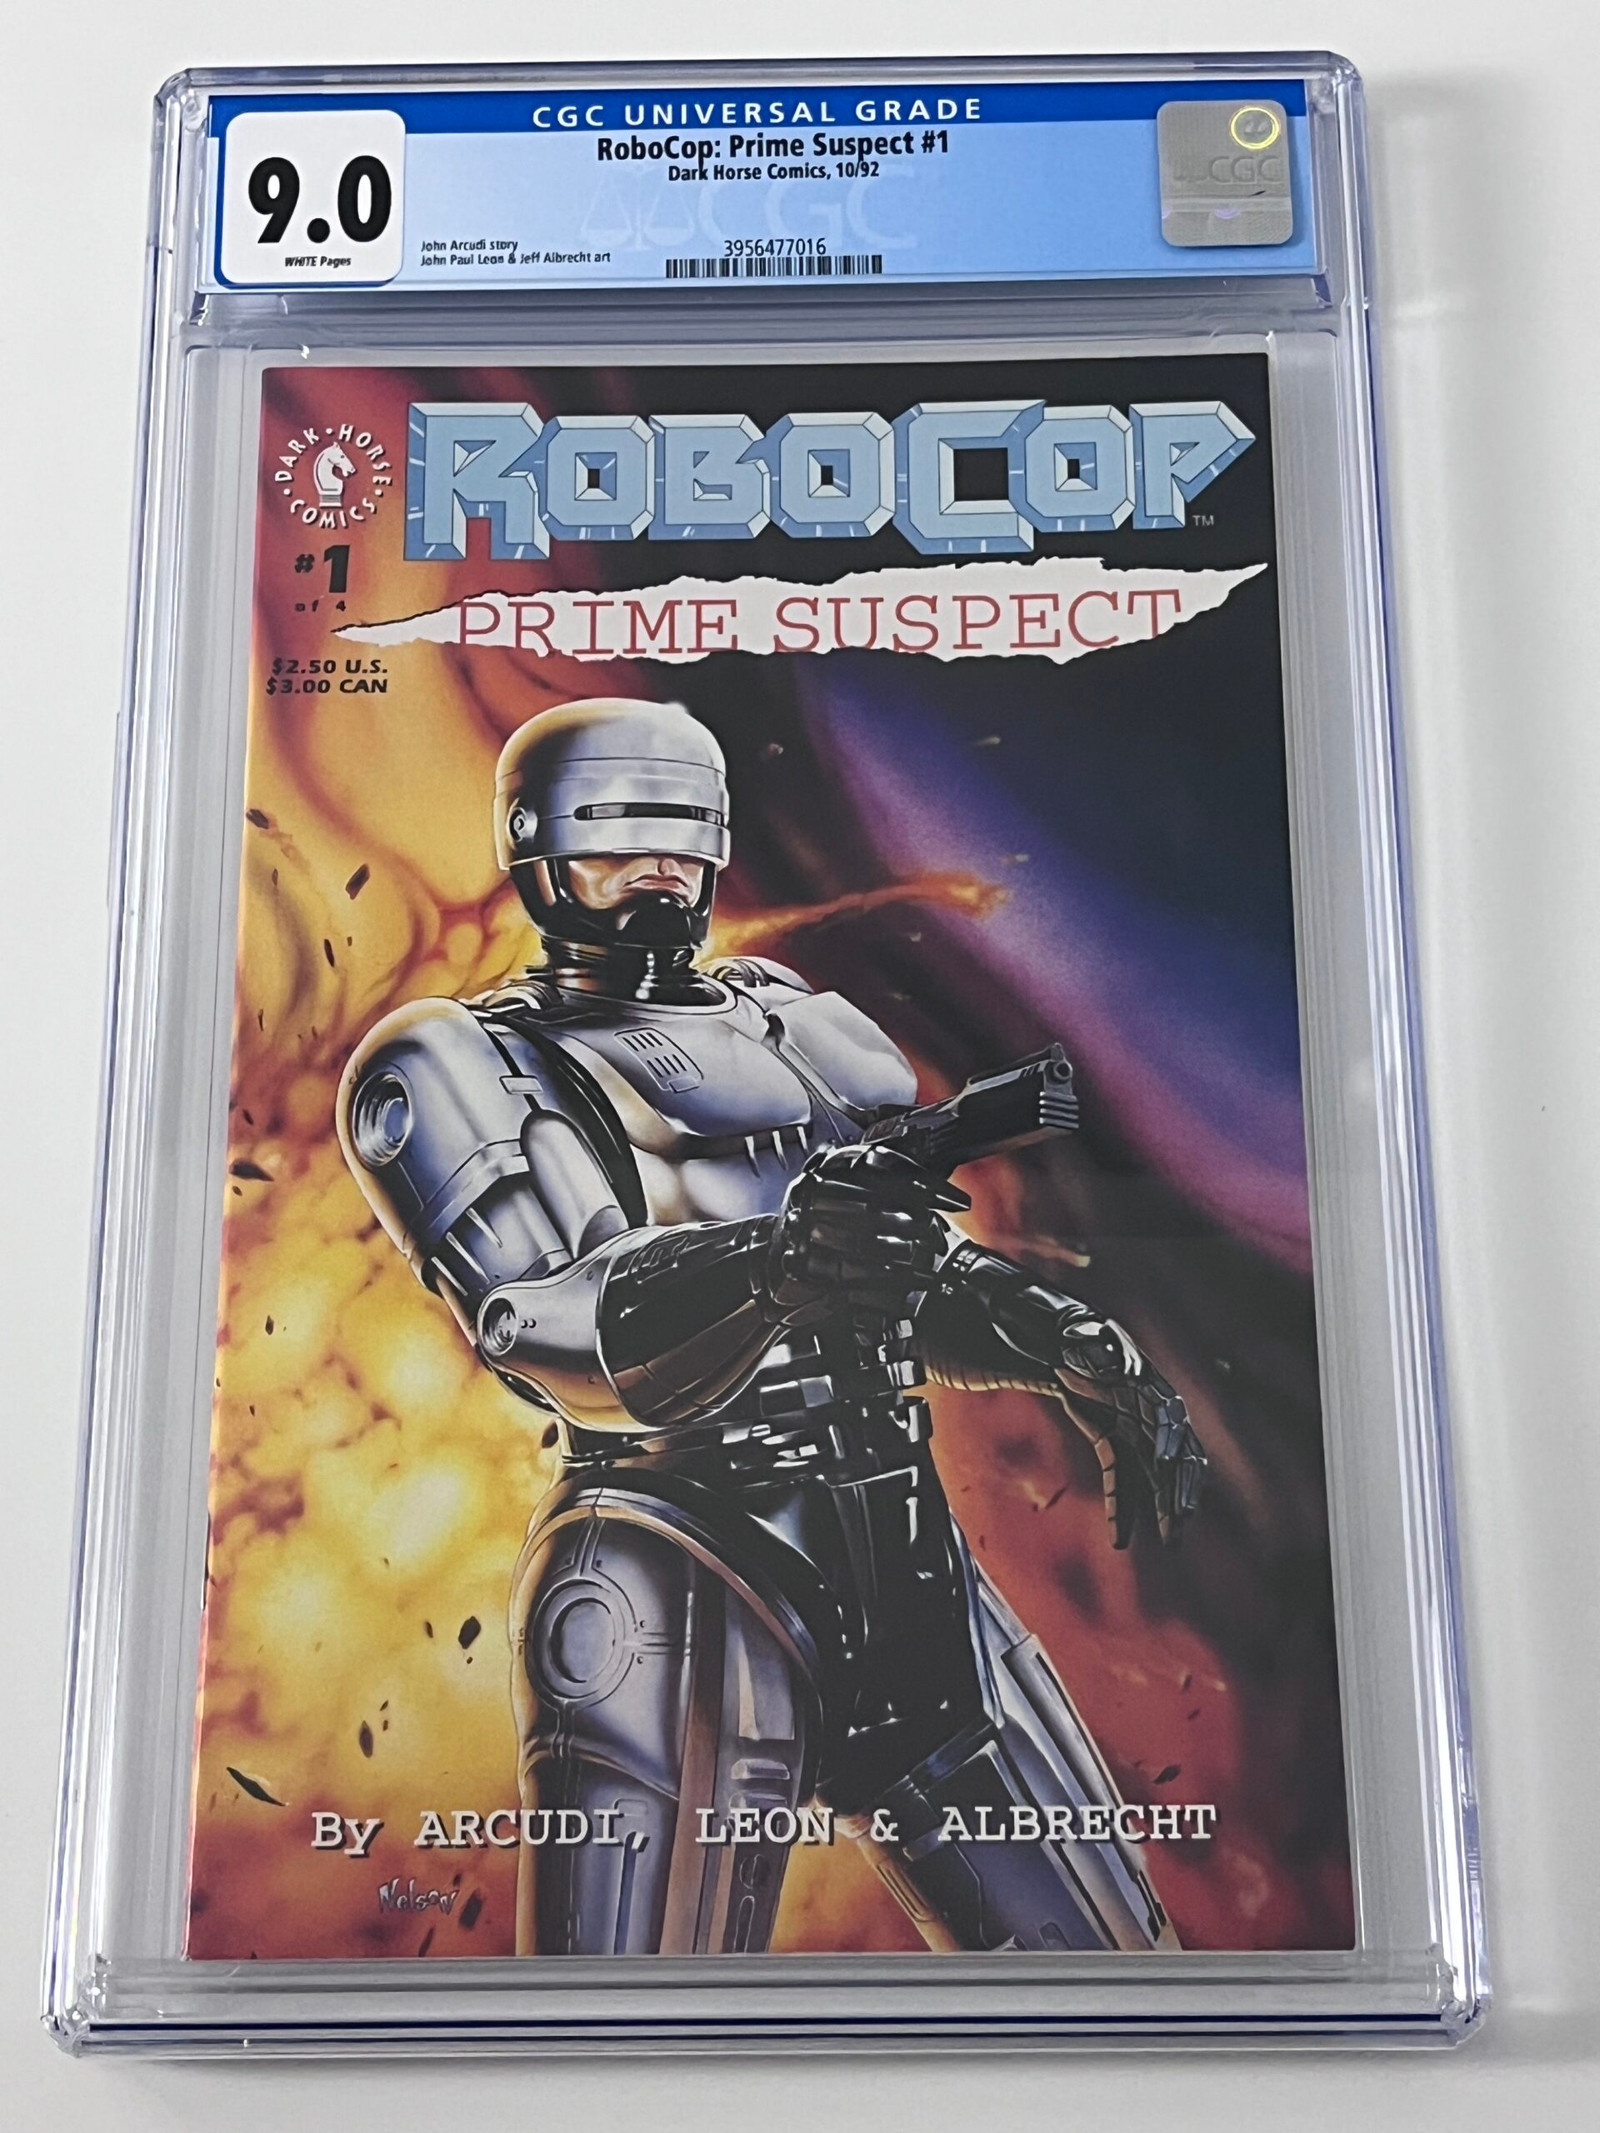 CGC UNIVERSAL GRADE
9.0
WHITE Pages
RoboCop: Prime Suspect #1
Dark Horse Comics, 10/92
John Arcudi story
John Paul Leon & Jeff Albrecht art
CGC
3956477016
CGC
DARK • HORSE • COMICS •
ROBOCOP
TM
#1
of 4
PRIME SUSPECT
$2.50 U.S.
$3.00 CAN
By ARCUDI, LEON & ALBRECHT
Nelson